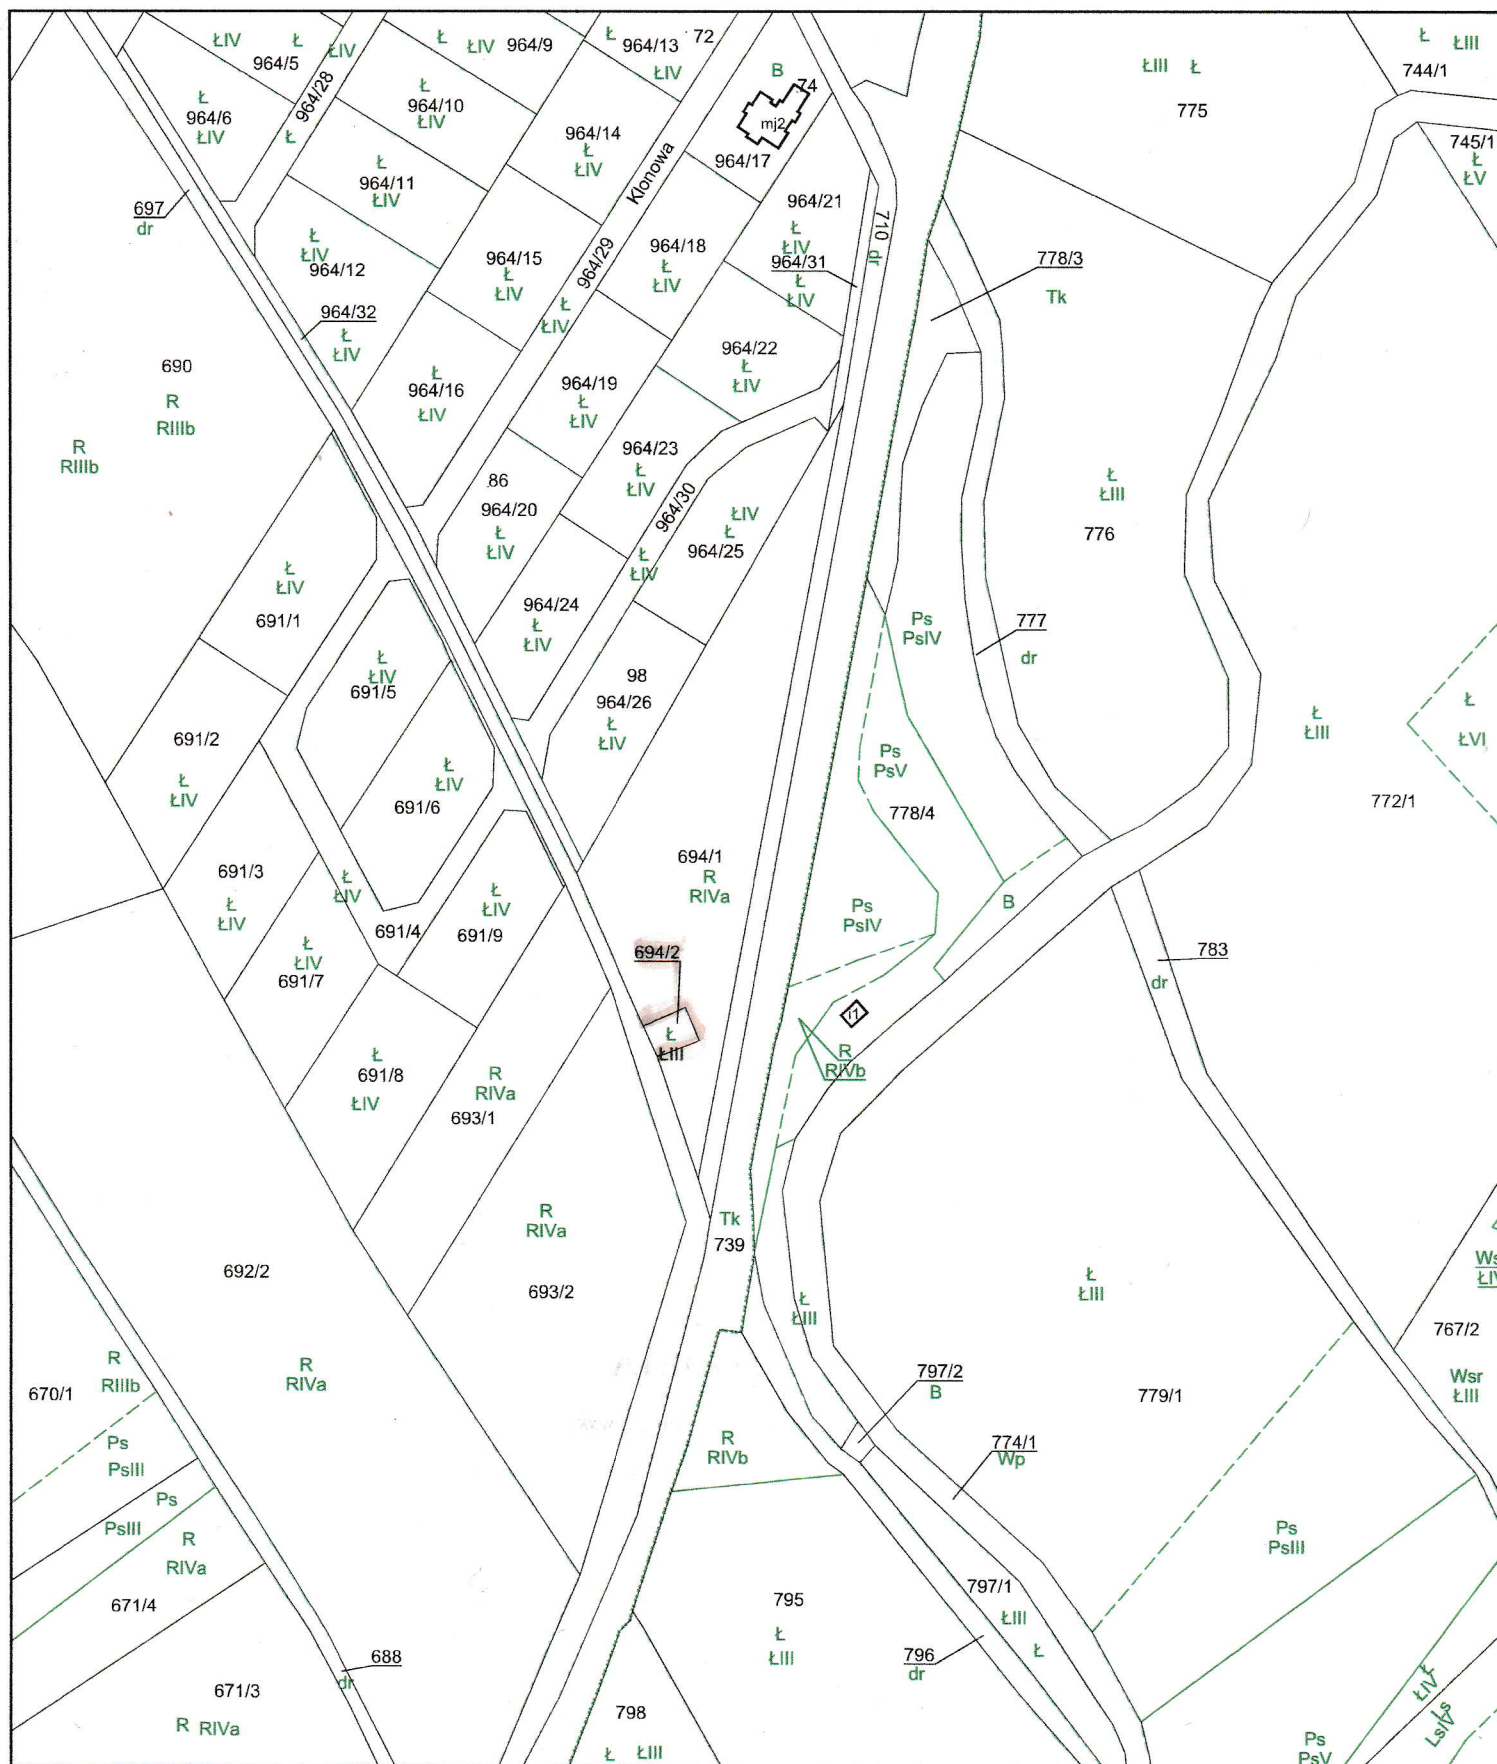 ŁIV
Ł
964/5
ŁIV
Ł
ŁIV
964/9
Ł
964/13
ŁIV
72
B
74
mj2
964/17
ŁIII
Ł
775
Ł
ŁIII
744/1
745/1
Ł
ŁV
Ł
964/6
ŁIV
964/28
Ł
Ł
964/10
ŁIV
964/14
Ł
ŁIV
Klonowa
697
dr
Ł
964/11
ŁIV
964/21
Ł
ŁIV
964/31
Ł
ŁIV
710
dr
Ł
ŁIV
964/12
964/15
Ł
ŁIV
964/29
Ł
ŁIV
964/18
Ł
ŁIV
778/3
Tk
964/32
Ł
ŁIV
690
R
RIIIb
R
RIIIb
Ł
964/16
ŁIV
964/19
Ł
ŁIV
964/22
Ł
ŁIV
964/23
Ł
ŁIV
86
964/20
Ł
ŁIV
964/30
Ł
ŁIV
ŁIV
Ł
964/25
Ł
ŁIII
776
Ł
ŁIV
691/1
964/24
Ł
ŁIV
Ps
PsIV
777
dr
Ł
ŁIV
691/5
98
964/26
Ł
ŁIV
Ł
ŁIII
Ł
ŁVI
691/2
Ł
ŁIV
Ł
ŁIV
691/6
Ps
PsV
778/4
772/1
691/3
Ł
ŁIV
Ł
ŁIV
694/1
R
RIVa
Ł
ŁIV
691/9
691/4
Ps
PsIV
B
Ł
ŁIV
691/7
694/2
Ł
ŁIII
783
dr
i1
R
RIVb
Ł
691/8
ŁIV
R
RIVa
693/1
R
RIVa
693/2
Tk
739
692/2
Ł
ŁIII
Ł
ŁIII
767/2
Wsr
ŁIII
R
RIIIb
670/1
R
RIVa
797/2
B
779/1
Ps
PsIII
R
RIVb
774/1
Wp
Ps
PsIII
R
RIVa
Ps
PsIII
671/4
795
Ł
ŁIII
797/1
ŁIII
Ł
796
dr
688
dr
671/3
R RIVa
798
Ł ŁIII
Ł
ŁIV
Ps
PsV